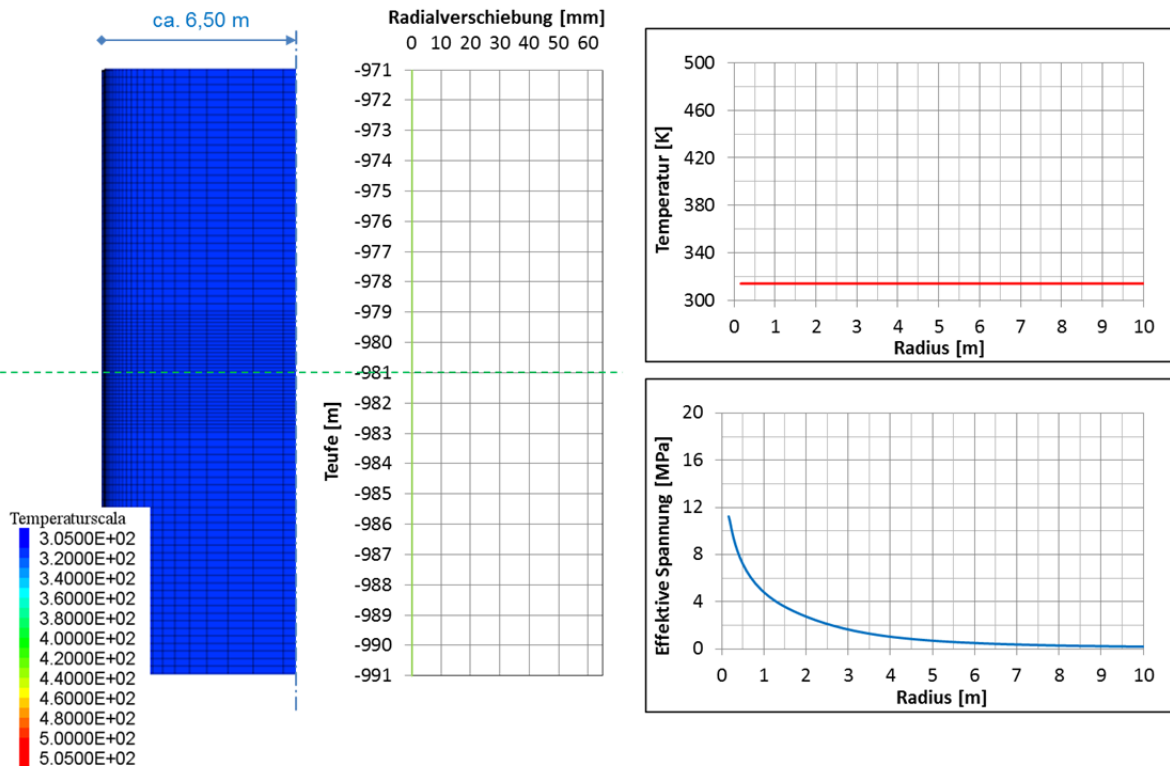 ca. 6,50 m
Radialverschiebung [mm]
0 10 20 30 40 50 60
-971
-972
-973
-974
-975
-976
-977
-978
-979
-980
-981
-982
-983
-984
-985
-986
-987
-988
-989
-990
-991
Teufe [m]
Temperaturscala
3.0500E+02
3.2000E+02
3.4000E+02
3.6000E+02
3.8000E+02
4.0000E+02
4.2000E+02
4.4000E+02
4.6000E+02
4.8000E+02
5.0000E+02
5.0500E+02
Temperatur [K]
500
460
420
380
340
300
0 1 2 3 4 5 6 7 8 9 10
Radius [m]
Effektive Spannung [MPa]
20
16
12
8
4
0
0 1 2 3 4 5 6 7 8 9 10
Radius [m]